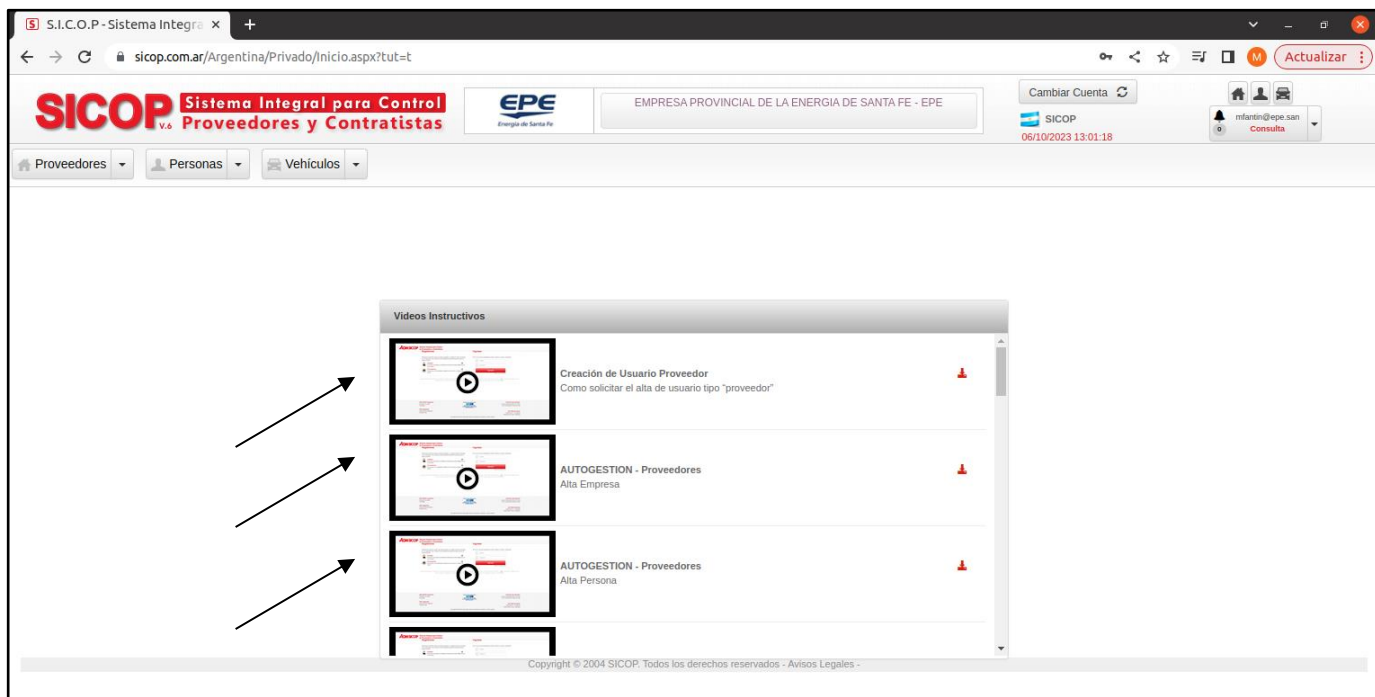 S.I.C.O.P - Sistema Integra
sicop.com.ar/Argentina/Privado/Inicio.aspx?tut=t
M
Actualizar
SICOP v.6 Sistema Integral para Control
Proveedores y Contratistas
EPE
Energía de Santa Fe
EMPRESA PROVINCIAL DE LA ENERGIA DE SANTA FE - EPE
Cambiar Cuenta
SICOP
06/10/2023 13:01:18
0
mfantin@epe.san
Consulta
Proveedores
Personas
Vehículos
Videos Instructivos
Creación de Usuario Proveedor
Como solicitar el alta de usuario tipo "proveedor"
AUTOGESTION - Proveedores
Alta Empresa
AUTOGESTION - Proveedores
Alta Persona
Copyright © 2004 SICOP. Todos los derechos reservados - Avisos Legales -